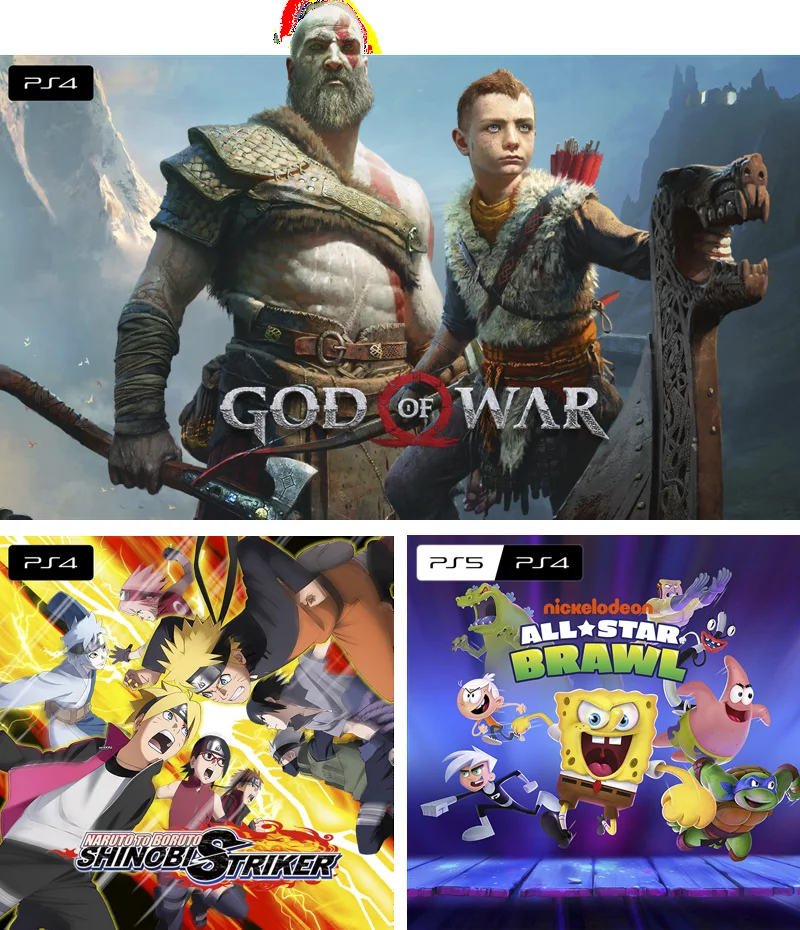 PS4
GOD OF WAR
PS4
NARUTO TO BORUTO
SHINOBI STRIKER
PS5 PS4
nickelodeon
ALL★STAR
BRAWL